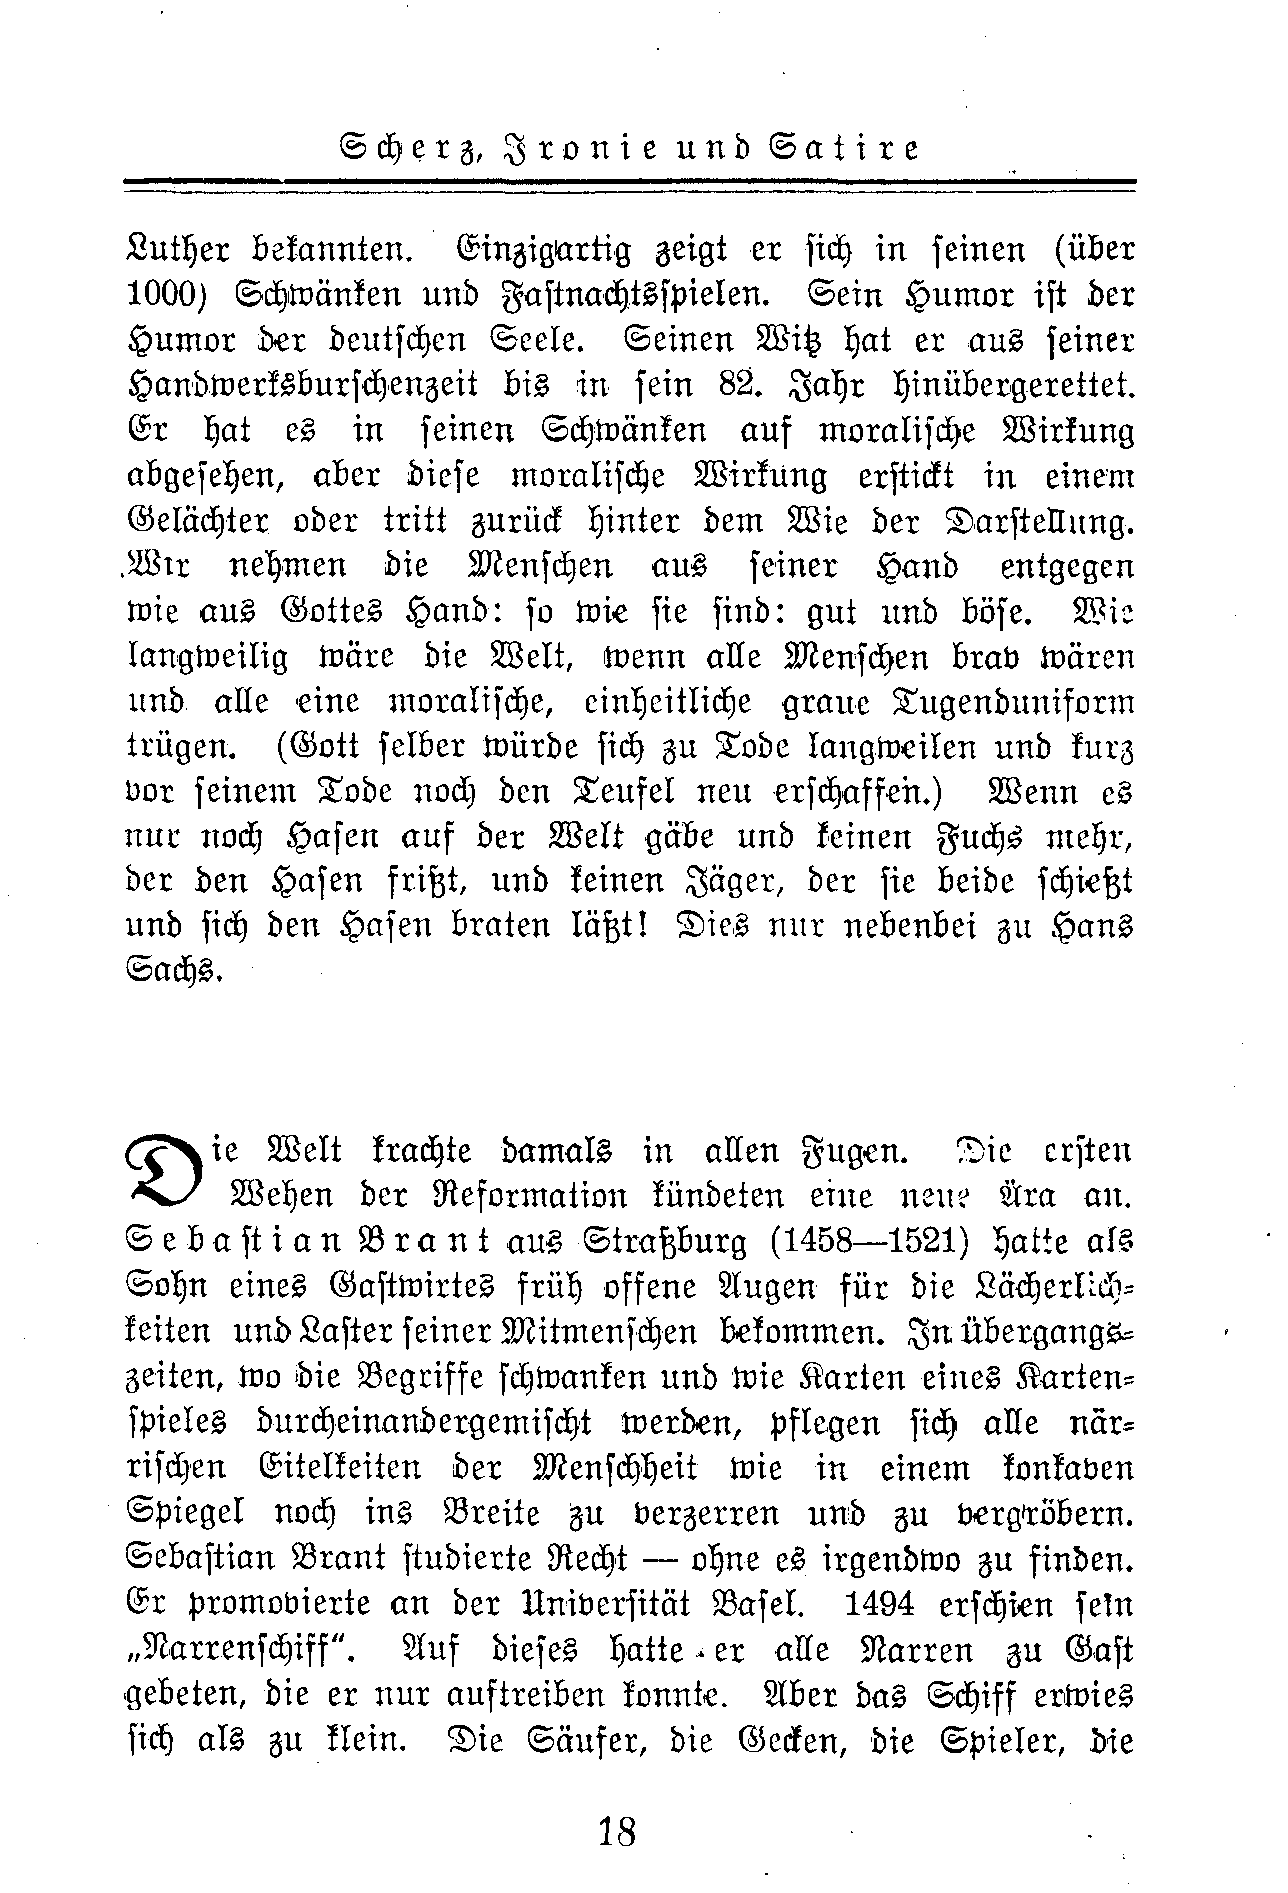 Scherz, Ironie und Satire
Luther bekannten. Einzigartig zeigt er sich in seinen (über
1000) Schwänken und Fastnachtsspielen. Sein Humor ist der
Humor der deutschen Seele. Seinen Witz hat er aus seiner
Handwerksburschenzeit bis in sein 82. Jahr hinübergerettet.
Er hat es in seinen Schwänken auf moralische Wirkung
abgesehen, aber diese moralische Wirkung erstickt in einem
Gelächter oder tritt zurück hinter dem Wie der Darstellung.
Wir nehmen die Menschen aus seiner Hand entgegen
wie aus Gottes Hand: so wie sie sind: gut und böse. Wie
langweilig wäre die Welt, wenn alle Menschen brav wären
und alle eine moralische, einheitliche graue Tugenduniform
trügen. (Gott selber würde sich zu Tode langweilen und kurz
vor seinem Tode noch den Teufel neu erschaffen.) Wenn es
nur noch Hasen auf der Welt gäbe und keinen Fuchs mehr,
der den Hasen frißt, und keinen Jäger, der sie beide schießt
und sich den Hasen braten läßt! Dies nur nebenbei zu Hans
Sachs.
Die Welt krachte damals in allen Fugen. Die ersten
Wehen der Reformation kündeten eine neue Ära an.
Sebastian Brant aus Straßburg (1458—1521) hatte als
Sohn eines Gastwirtes früh offene Augen für die Lächerlich-
keiten und Laster seiner Mitmenschen bekommen. In Übergangs-
zeiten, wo die Begriffe schwanken und wie Karten eines Karten-
spieles durcheinandergemischt werden, pflegen sich alle när-
rischen Eitelkeiten der Menschheit wie in einem konkaven
Spiegel noch ins Breite zu verzerren und zu vergröbern.
Sebastian Brant studierte Recht — ohne es irgendwo zu finden.
Er promovierte an der Universität Basel. 1494 erschien sein
„Narrenschiff“. Auf dieses hatte er alle Narren zu Gast
gebeten, die er nur auftreiben konnte. Aber das Schiff erwies
sich als zu klein. Die Säufer, die Gecken, die Spieler, die
18